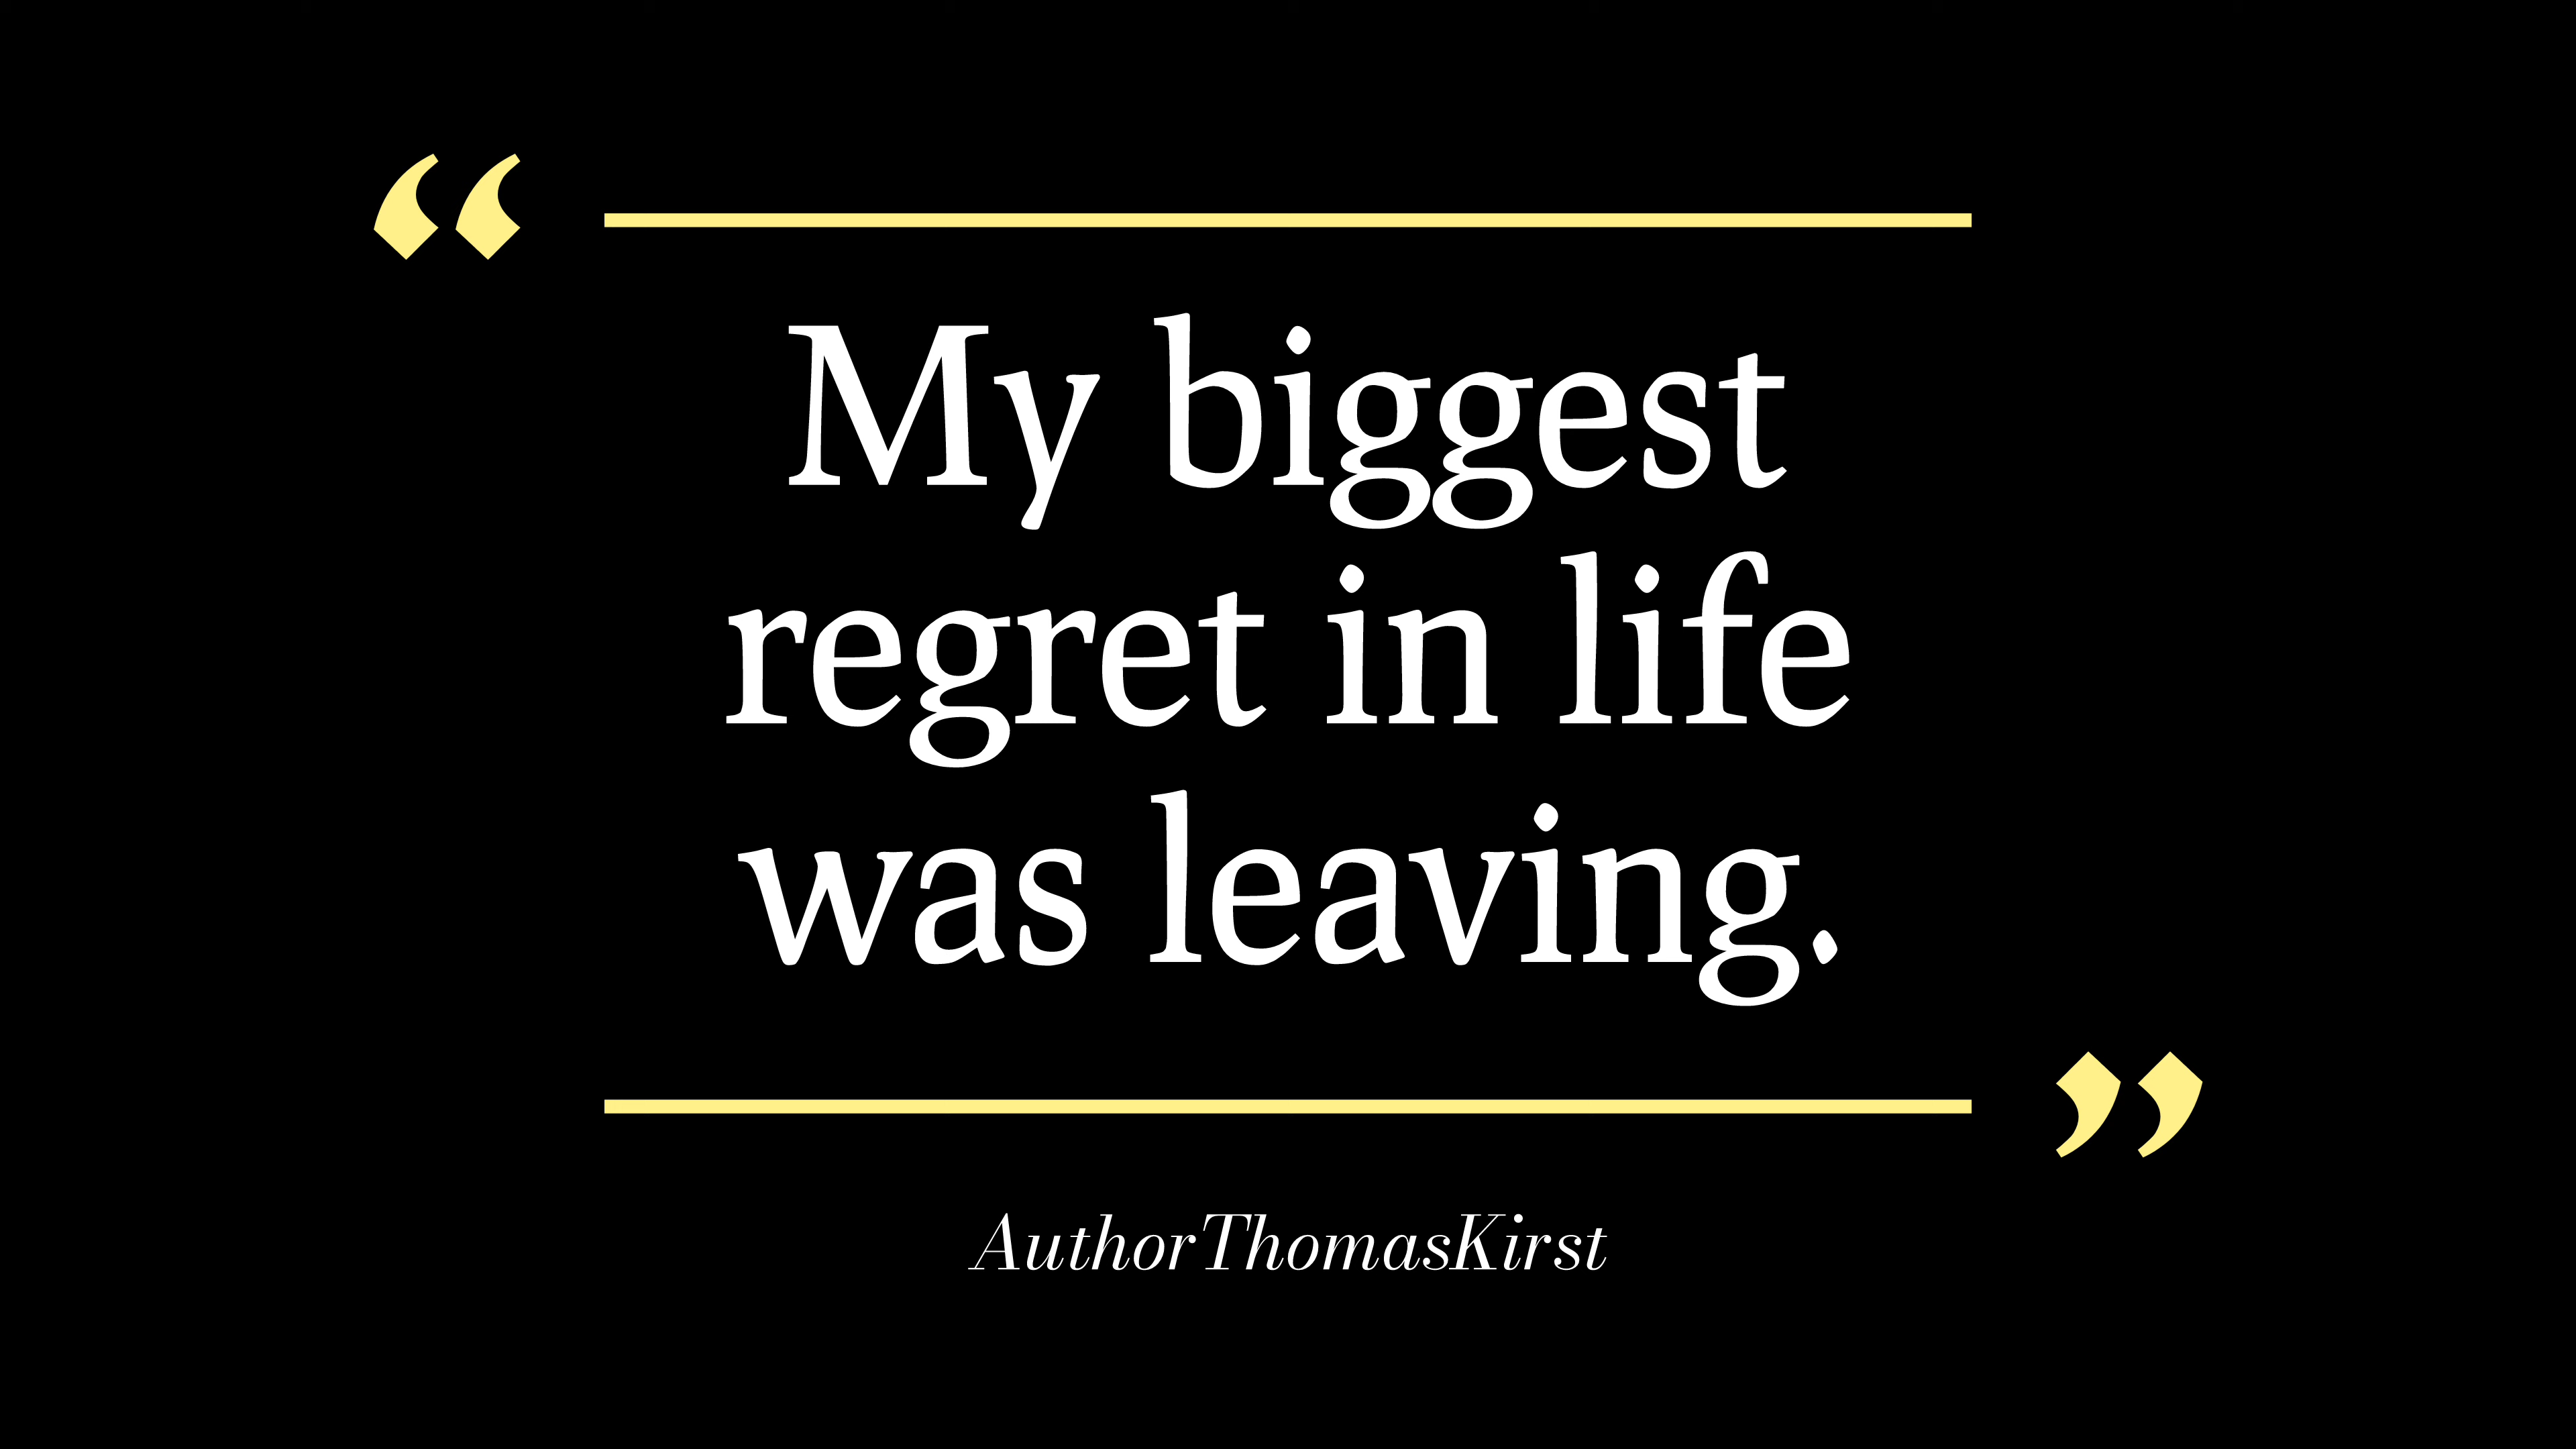 “
My biggest
regret in life
was leaving.
”
AuthorThomasKirst